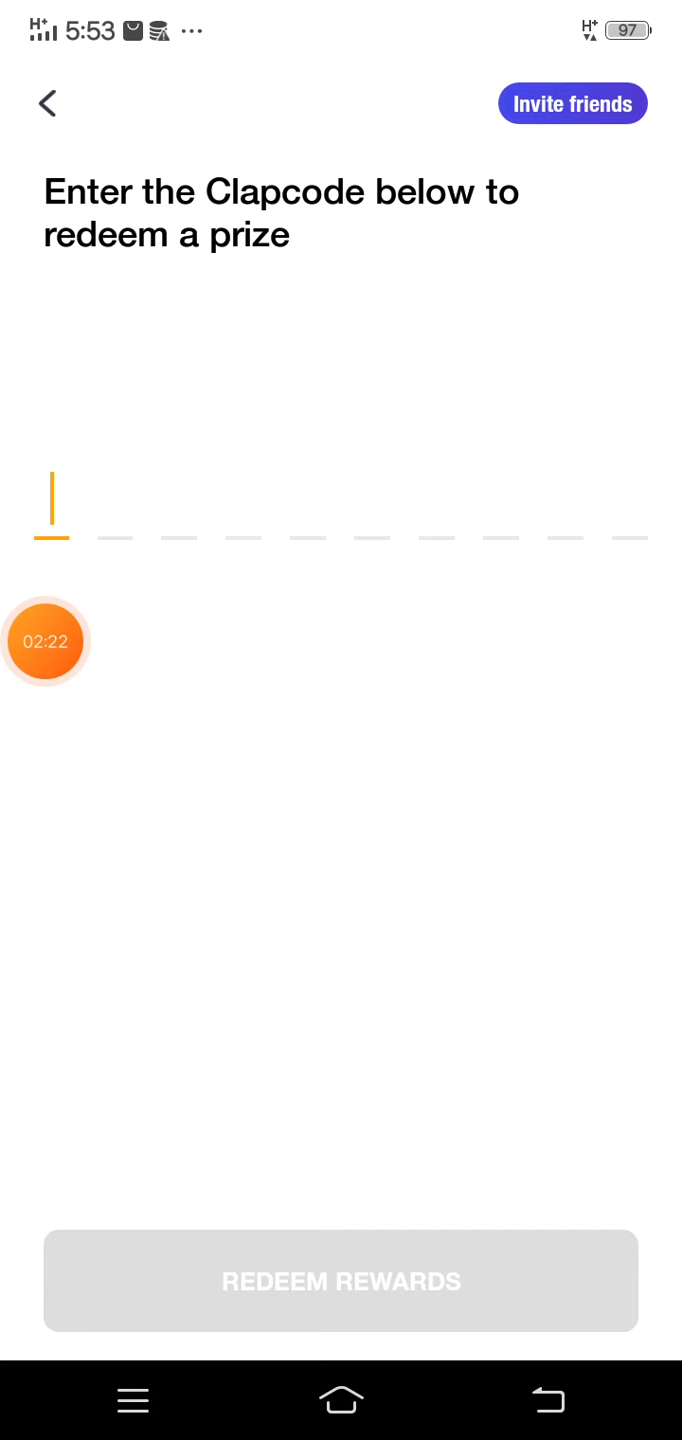 H+ 5:53 ... H+ 97
Invite friends
Enter the Clapcode below to
redeem a prize
02:22
REDEEM REWARDS